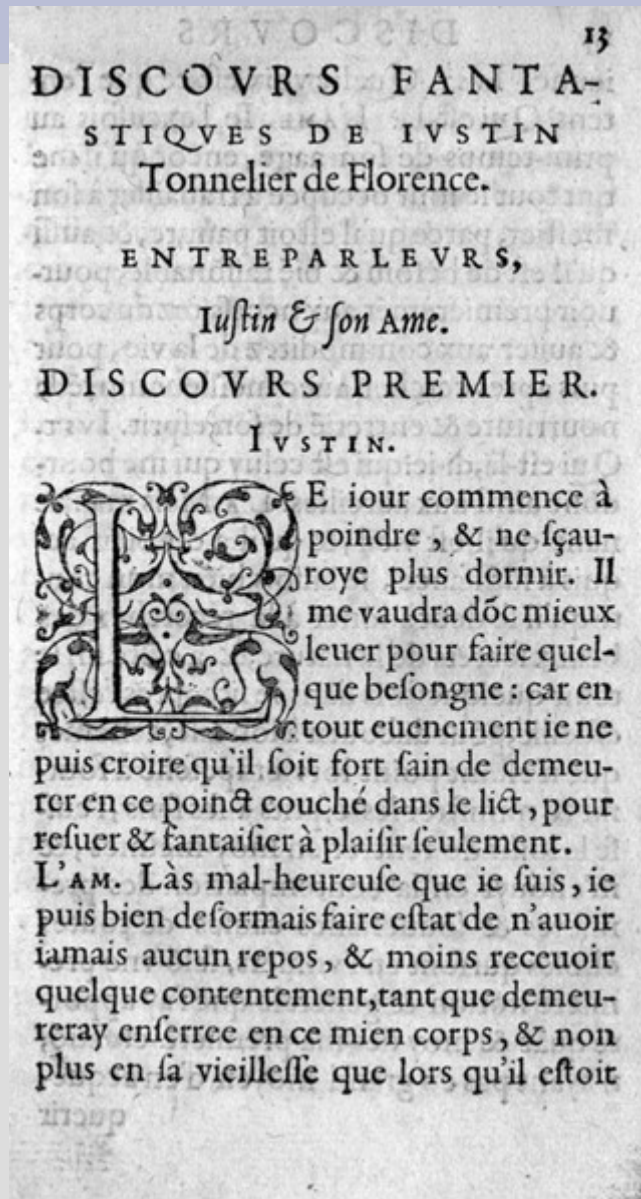 13
DISCOVRS FANTA-
STIQVES DE IVSTIN
Tonnelier de Florence.
ENTREPARLEVRS,
Iuſtin & ſon Ame.
DISCOVRS PREMIER.
IVSTIN.
LE iour commence à
poindre, & ne ſçau-
roye plus dormir. Il
me vaudra dõc mieux
leuer pour faire quel-
que beſongne : car en
tout euenement ie ne
puis croire qu'il ſoit fort ſain de demeu-
rer en ce poinct couché dans le lict, pour
reſuer & fantaiſier à plaiſir ſeulement.
L'AM. Làs mal-heureuſe que ie ſuis, ie
puis bien deſormais faire eſtat de n'auoir
iamais aucun repos, & moins receuoir
quelque contentement, tant que demeu-
reray enſerree en ce mien corps, & non
plus en ſa vieilleſſe que lors qu'il eſtoit